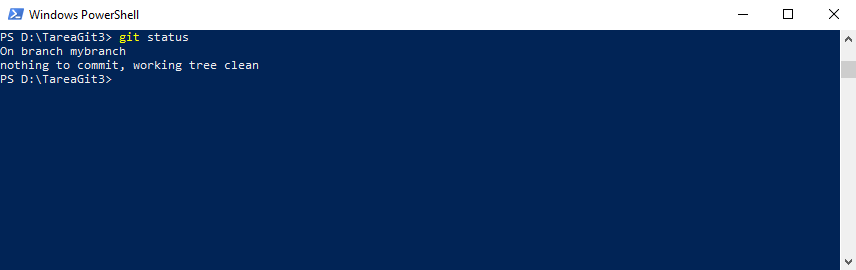 Windows PowerShell
PS D:\TareaGit3> git status
On branch mybranch
nothing to commit, working tree clean
PS D:\TareaGit3>